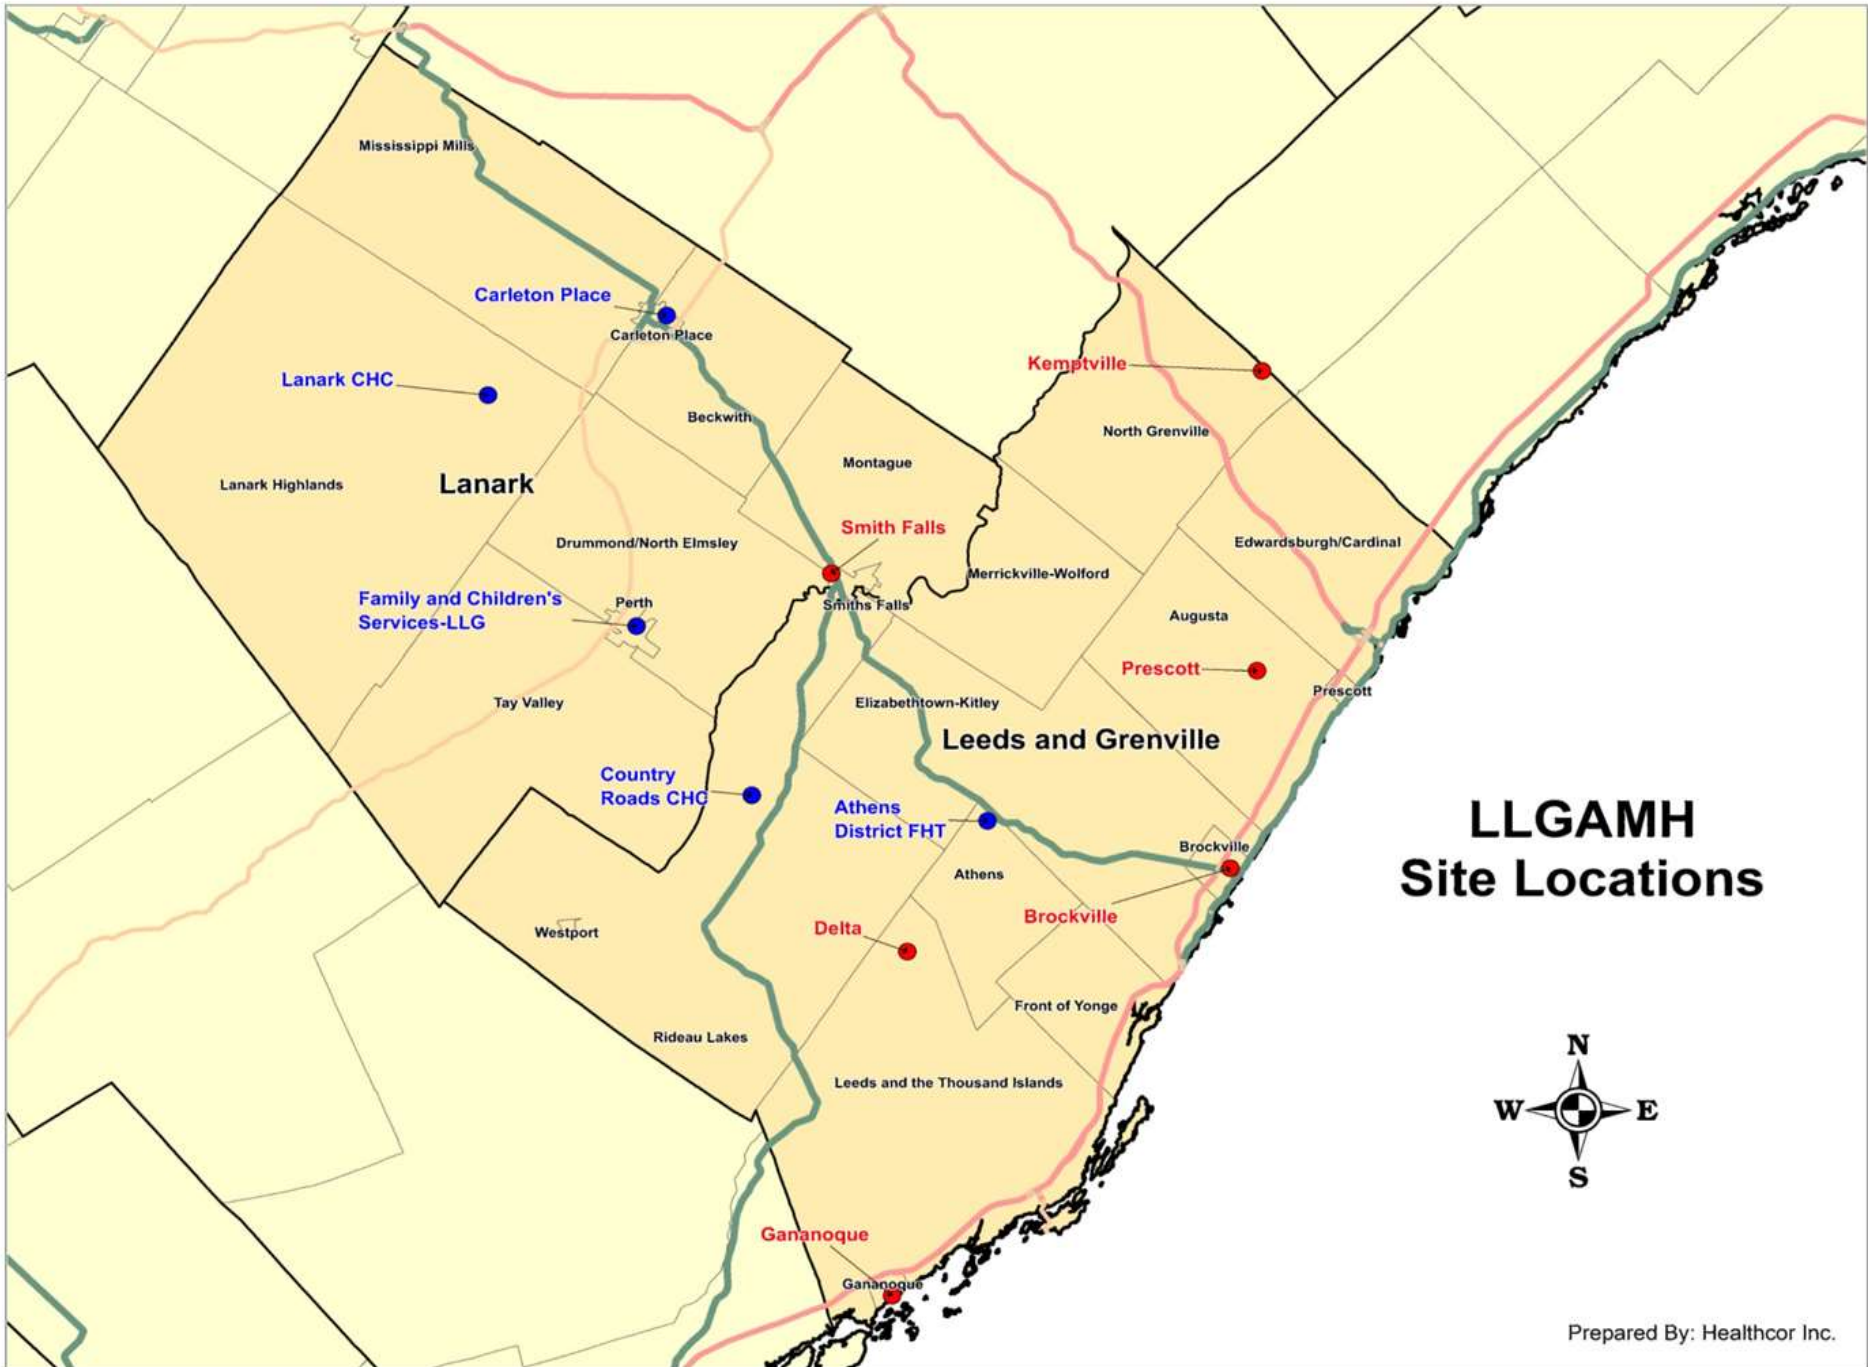 Mississippi Mills
Carleton Place
Carleton Place
Lanark CHC
Kemptville
Beckwith
North Grenville
Montague
Lanark Highlands
Lanark
Smith Falls
Drummond/North Elmsley
Edwardsburgh/Cardinal
Merrickville-Wolford
Family and Children's
Services-LLG
Perth
Smiths Falls
Augusta
Prescott
Prescott
Tay Valley
Elizabethtown-Kitley
Leeds and Grenville
Country
Roads CHC
Athens
District FHT
LLGAMH
Site Locations
Brockville
Athens
Brockville
Delta
Westport
Front of Yonge
Rideau Lakes
Leeds and the Thousand Islands
N
W
E
S
Gananoque
Gananoque
Prepared By: Healthcor Inc.